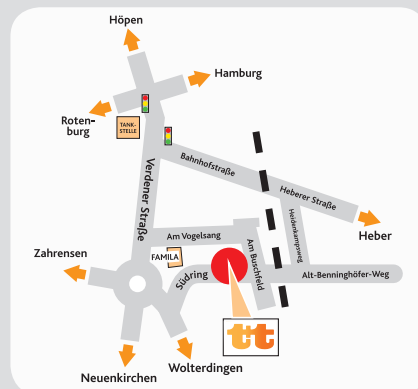 Höpen
Hamburg
Roten-
burg
TANK-
STELLE
Verdener Straße
Bahnhofstraße
Heberer Straße
Heber
Heidenkampsweg
Am Vogelsang
FAMILA
Am Buschfeld
Zahrensen
Südring
Alt-Benninghöfer-Weg
tt
Wolterdingen
Neuenkirchen